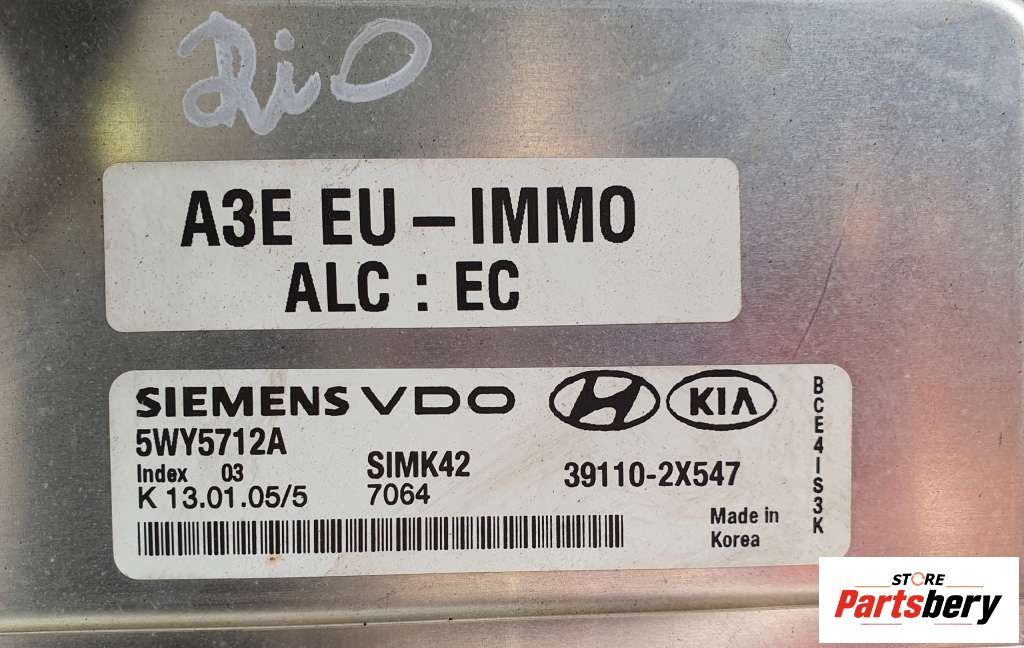 Rio
A3E EU – IMMO
ALC : EC
SIEMENS VDO
KIA
5WY5712A
Index 03
SIMK42
39110-2X547
K 13.01.05/5
7064
Made in
Korea
BCE4IS3K
STORE
Partsbery